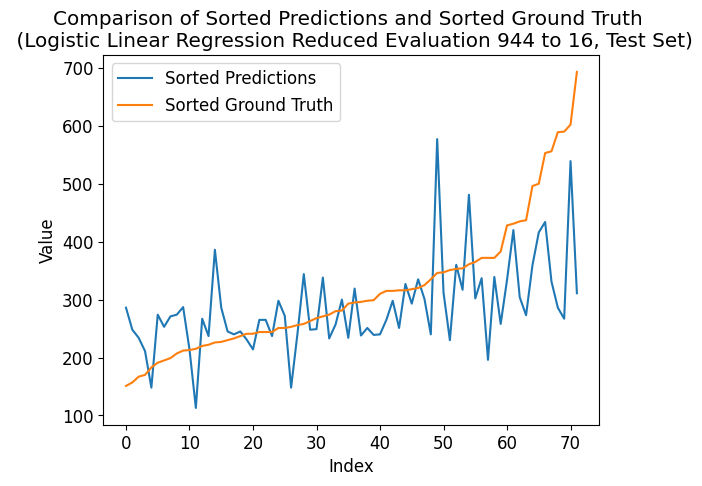 Comparison of Sorted Predictions and Sorted Ground Truth
(Logistic Linear Regression Reduced Evaluation 944 to 16, Test Set)
Sorted Predictions
Sorted Ground Truth
700
600
500
400
300
200
100
Value
0 10 20 30 40 50 60 70
Index